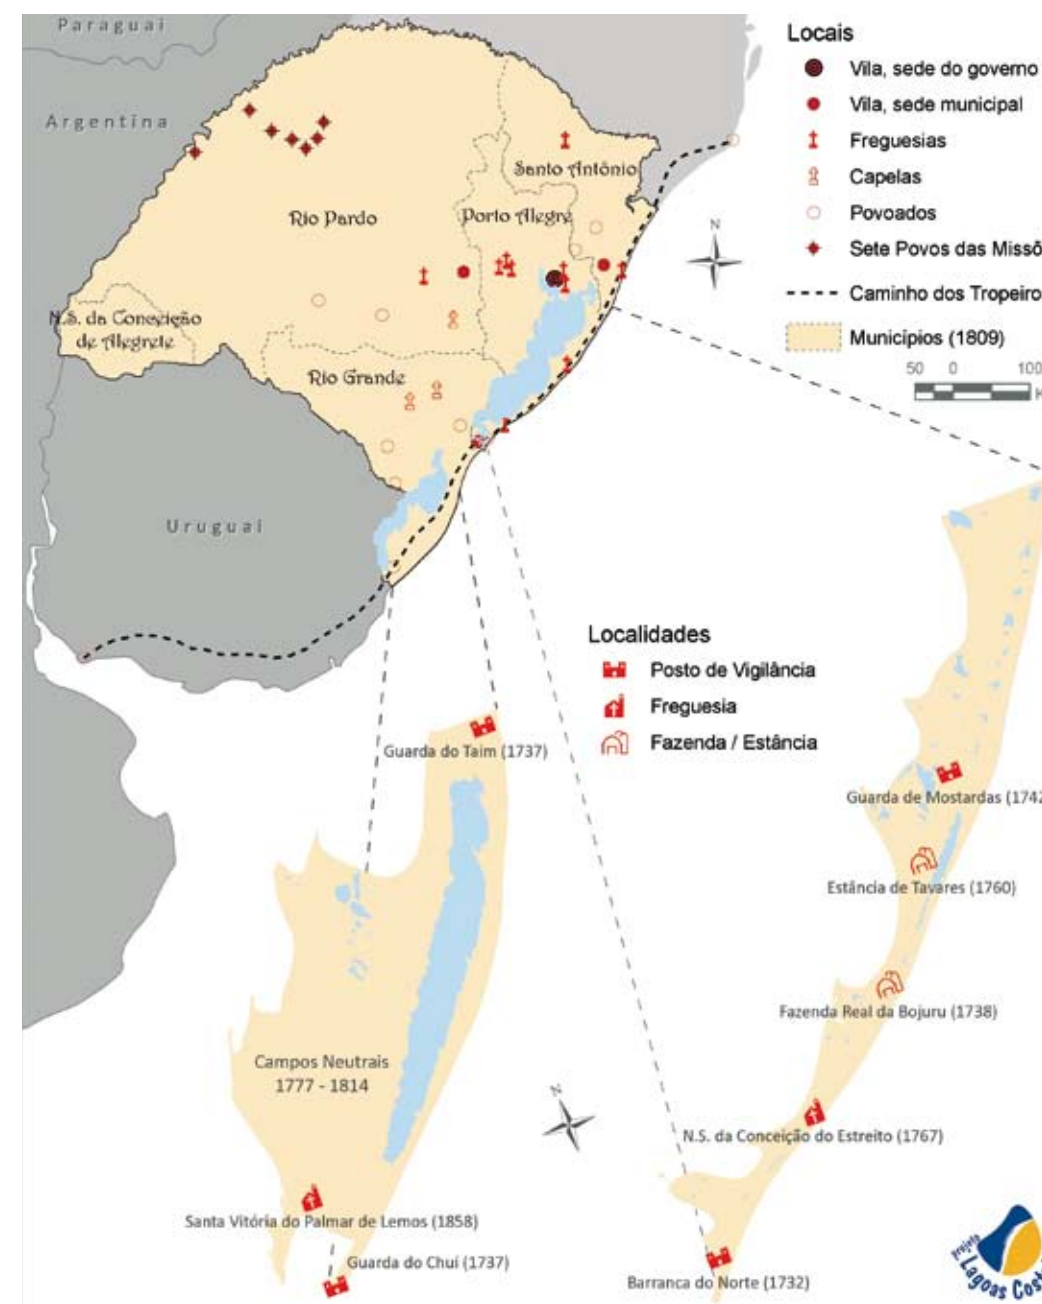 Paraguai
Argentina
Santo Antônio
Rio Pardo
Porto Alegre
N.S. da Conceição
de Alegrete
Rio Grande
Uruguai
Locais
Vila, sede do governo
Vila, sede municipal
Freguesias
Capelas
Povoados
Sete Povos das Missõ
Caminho dos Tropeiro
Municípios (1809)
50 0 100
K
N
Localidades
Posto de Vigilância
Freguesia
Fazenda / Estância
Guarda do Taim (1737)
Guarda de Mostardas (1742
Estância de Tavares (1760)
Fazenda Real da Bojuru (1738)
Campos Neutrais
1777 - 1814
N
N.S. da Conceição do Estreito (1767)
Santa Vitória do Palmar de Lemos (1858)
Guarda do Chuí (1737)
Barranca do Norte (1732)
Projeto
Lagoas Cost